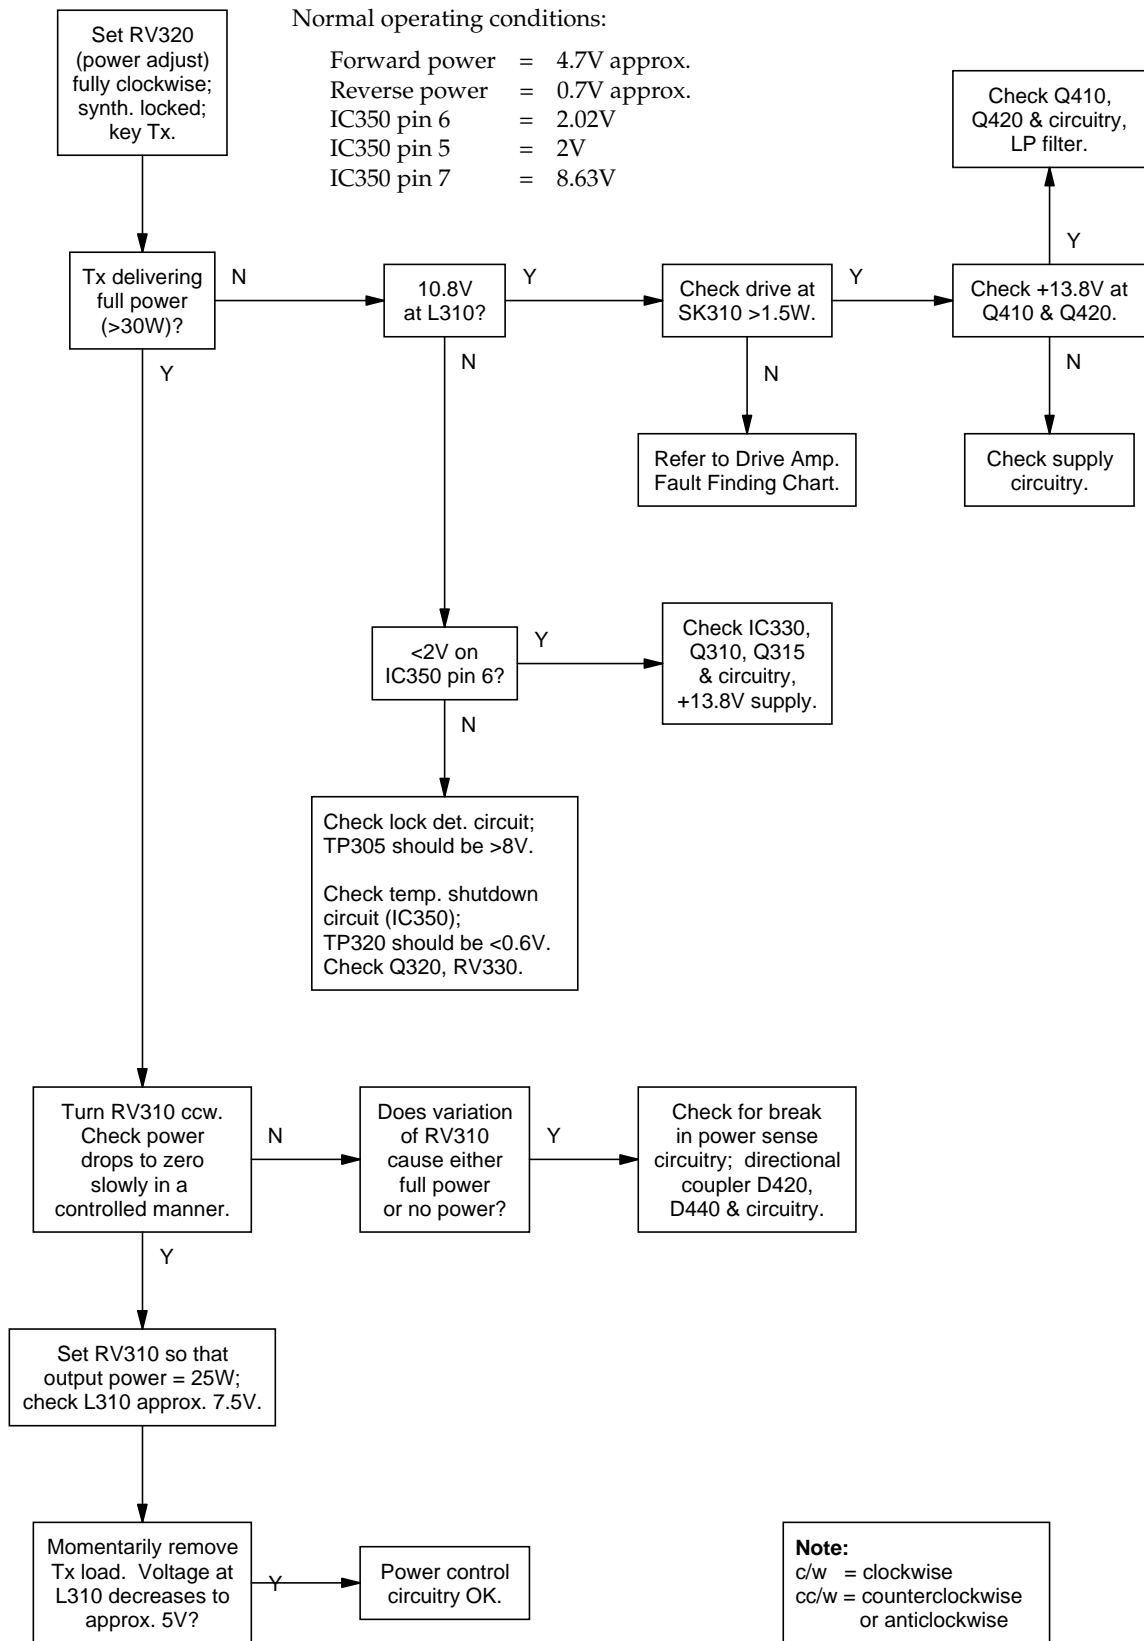 Set RV320
(power adjust)
fully clockwise;
synth. locked;
key Tx.
Normal operating conditions:
Forward power = 4.7V approx.
Reverse power = 0.7V approx.
IC350 pin 6 = 2.02V
IC350 pin 5 = 2V
IC350 pin 7 = 8.63V
Check Q410,
Q420 & circuitry,
LP filter.
Y
Tx delivering
full power
(>30W)?
N
10.8V
at L310?
Y
Check drive at
SK310 >1.5W.
Y
Check +13.8V at
Q410 & Q420.
Y
N
N
N
Refer to Drive Amp.
Fault Finding Chart.
Check supply
circuitry.
<2V on
IC350 pin 6?
Y
Check IC330,
Q310, Q315
& circuitry,
+13.8V supply.
N
Check lock det. circuit;
TP305 should be >8V.
Check temp. shutdown
circuit (IC350);
TP320 should be <0.6V.
Check Q320, RV330.
Turn RV310 ccw.
Check power
drops to zero
slowly in a
controlled manner.
N
Does variation
of RV310
cause either
full power
or no power?
Y
Check for break
in power sense
circuitry; directional
coupler D420,
D440 & circuitry.
Y
Set RV310 so that
output power = 25W;
check L310 approx. 7.5V.
Momentarily remove
Tx load. Voltage at
L310 decreases to
approx. 5V?
Y
Power control
circuitry OK.
Note:
c/w = clockwise
cc/w = counterclockwise
or anticlockwise